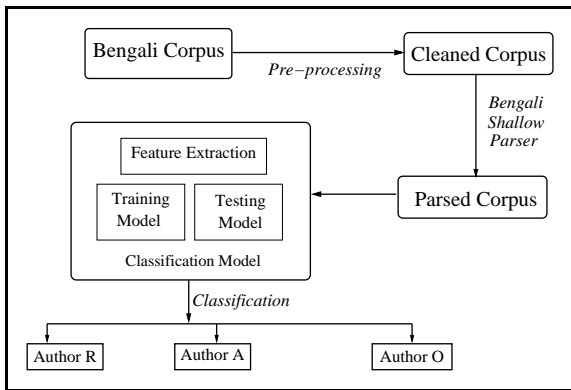 Bengali Corpus
Pre-processing
Cleaned Corpus
Bengali
Shallow
Parser
Parsed Corpus
Feature Extraction
Training
Model
Testing
Model
Classification Model
Classification
Author R
Author A
Author O